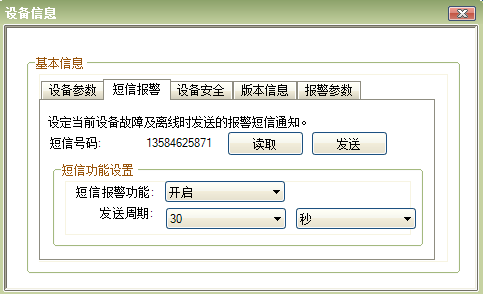 设备信息
基本信息
设备参数 短信报警 设备安全 版本信息 报警参数
设定当前设备故障及离线时发送的报警短信通知。
短信号码: 13584625871 读取 发送
短信功能设置
短信报警功能: 开启
发送周期: 30 秒